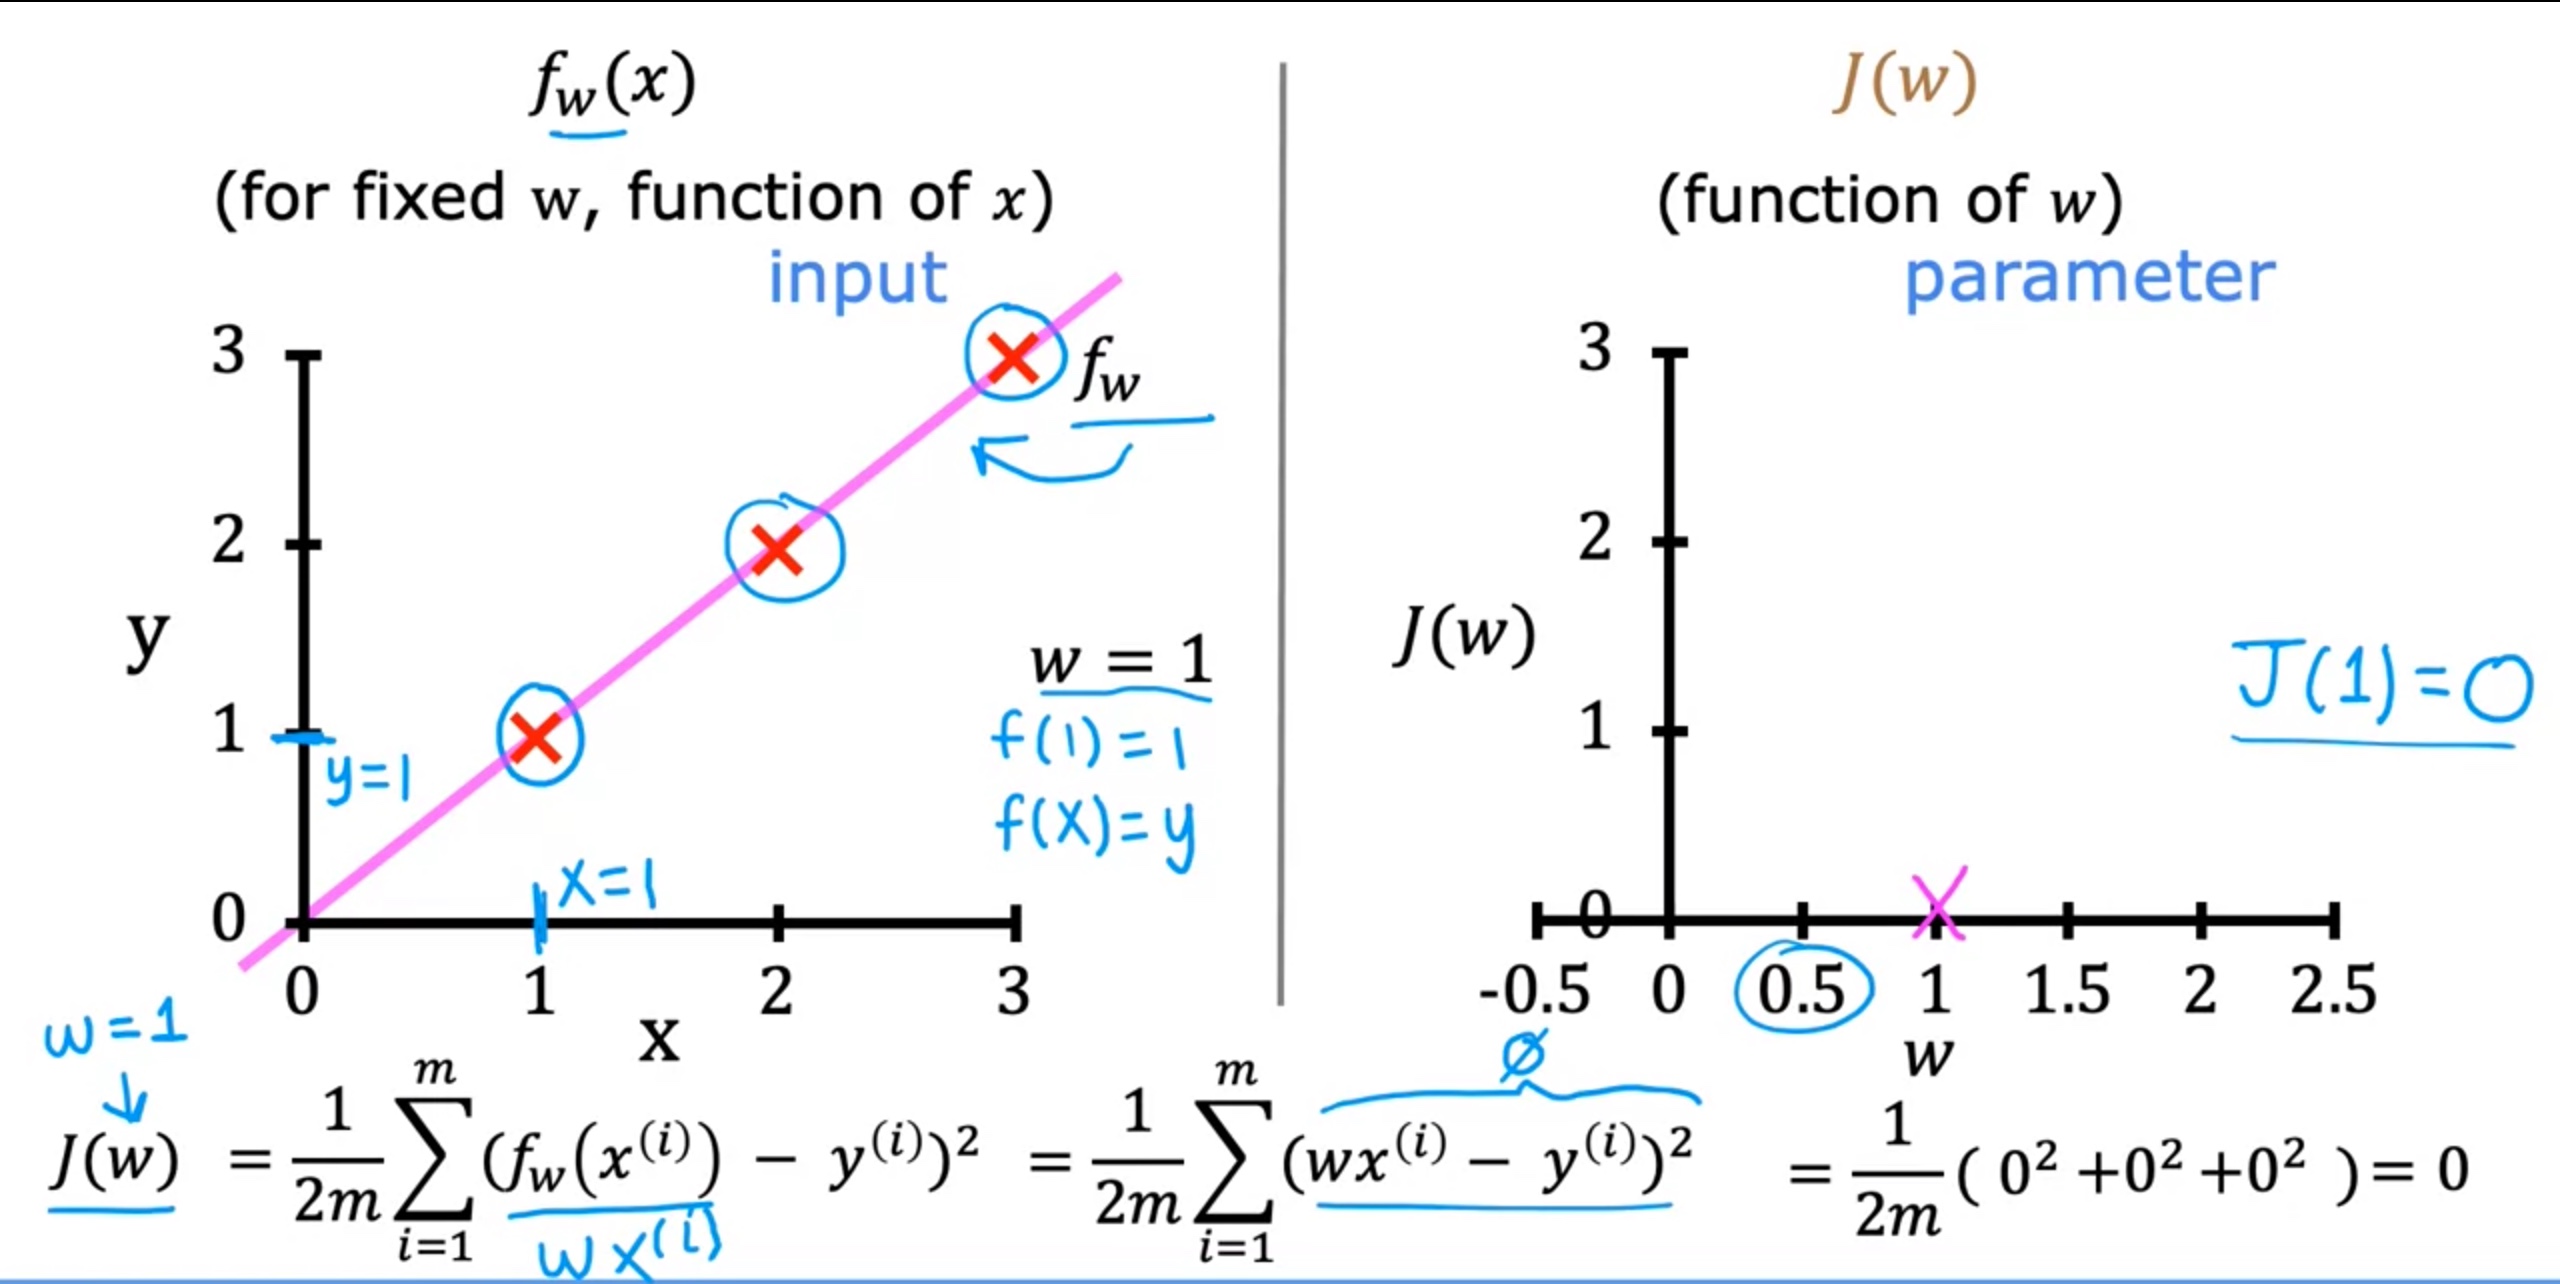 f_w(x)
(for fixed w, function of x)
input
3
f_w
2
y
w = 1
f(1) = 1
1
y=1
f(x) = y
x=1
0
0 1 2 3
x
J(w)
(function of w)
parameter
3
2
J(w)
J(1) = 0
1
0
-0.5 0 0.5 1 1.5 2 2.5
w
w = 1
↓
Ø
J(w) = 1/2m ∑_{i=1}^{m} (f_w(x^{(i)}) − y^{(i)})² = 1/2m ∑_{i=1}^{m} (wx^{(i)} − y^{(i)})² = 1/2m ( 0² +0² +0² ) = 0
wx^{(i)}